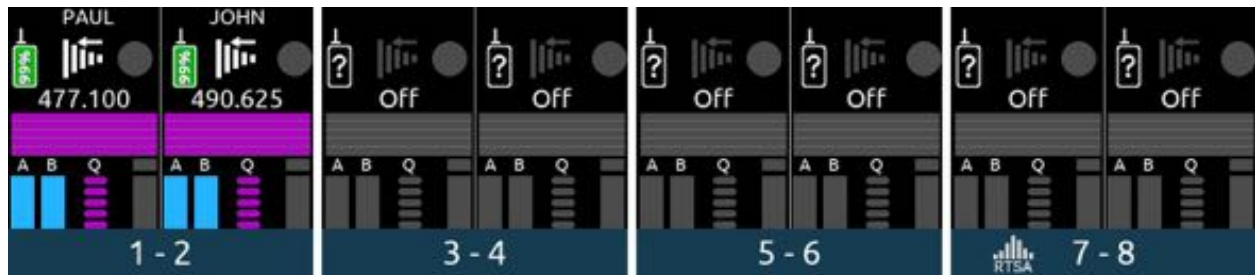 PAUL JOHN
99% 99% ? ? ? ? ? ?
477.100 490.625 Off Off Off Off Off Off
A B Q A B Q A B Q A B Q A B Q A B Q A B Q A B Q
1 - 2 3 - 4 5 - 6 RTSA 7 - 8